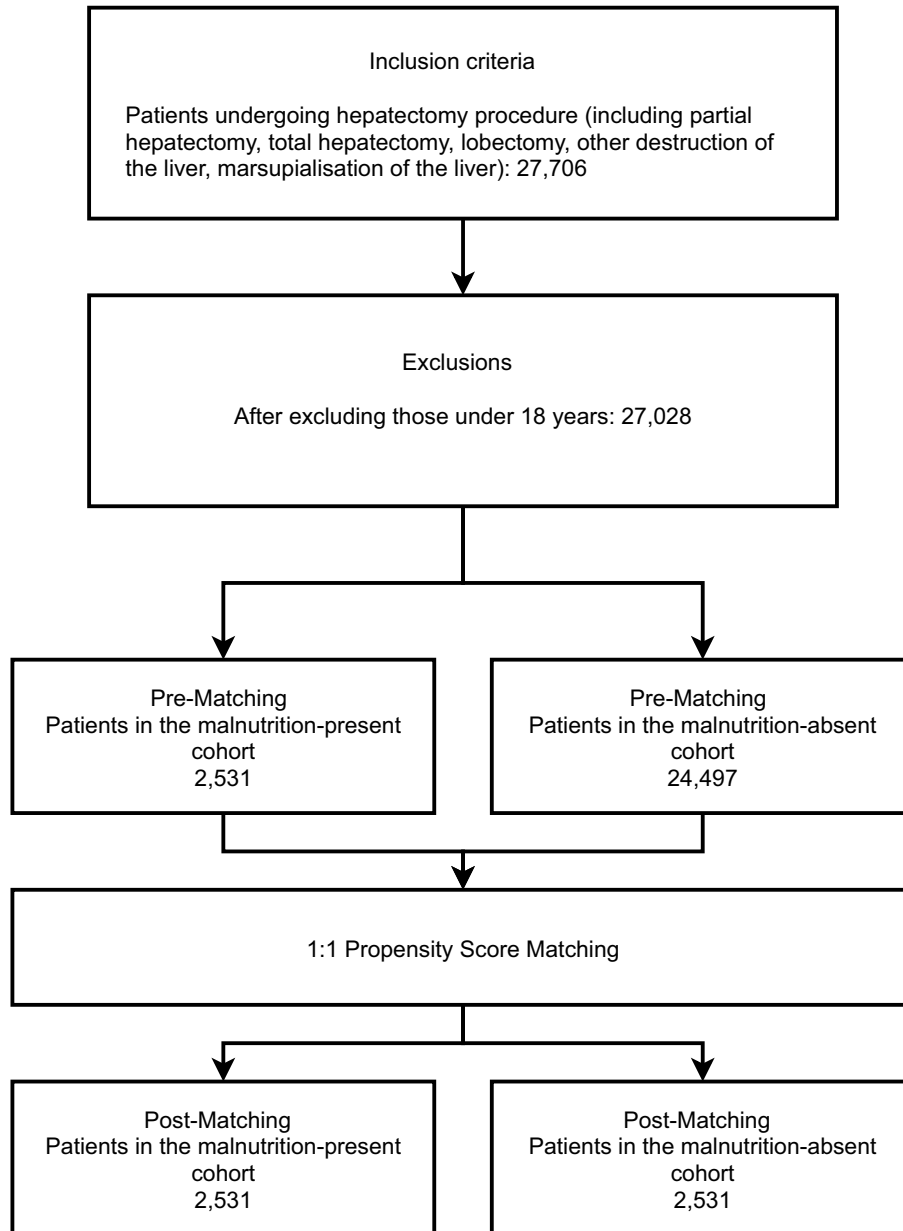 Inclusion criteria
Patients undergoing hepatectomy procedure (including partial
hepatectomy, total hepatectomy, lobectomy, other destruction of
the liver, marsupialisation of the liver): 27,706
Exclusions
After excluding those under 18 years: 27,028
Pre-Matching
Patients in the malnutrition-present
cohort
2,531
Pre-Matching
Patients in the malnutrition-absent
cohort
24,497
1:1 Propensity Score Matching
Post-Matching
Patients in the malnutrition-present
cohort
2,531
Post-Matching
Patients in the malnutrition-absent
cohort
2,531